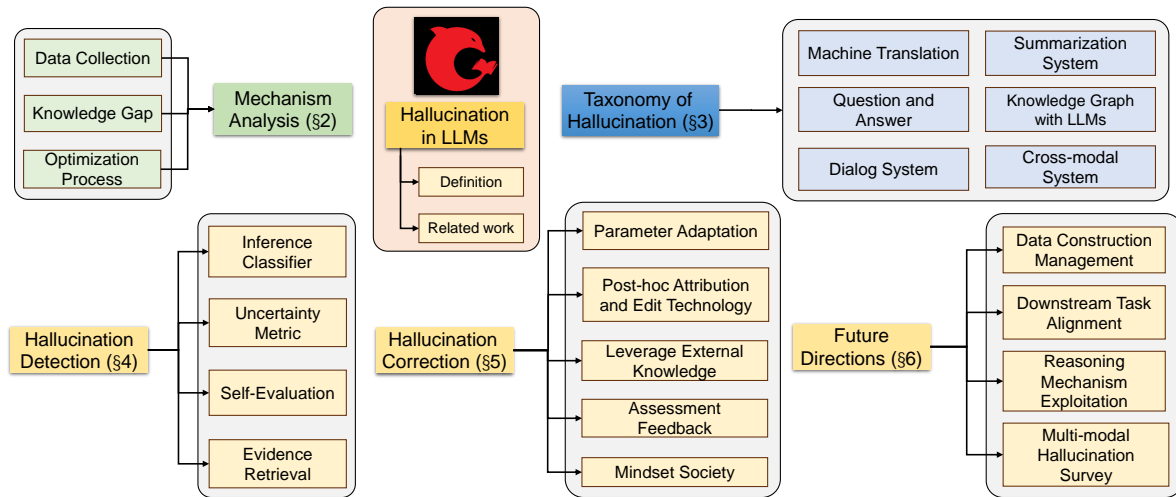 Data Collection
Knowledge Gap
Optimization
Process
Mechanism
Analysis (§2)
Hallucination
in LLMs
Definition
Related work
Taxonomy of
Hallucination (§3)
Machine Translation
Summarization
System
Question and
Answer
Knowledge Graph
with LLMs
Dialog System
Cross-modal
System
Hallucination
Detection (§4)
Inference
Classifier
Uncertainty
Metric
Self-Evaluation
Evidence
Retrieval
Hallucination
Correction (§5)
Parameter Adaptation
Post-hoc Attribution
and Edit Technology
Leverage External
Knowledge
Assessment
Feedback
Mindset Society
Future
Directions (§6)
Data Construction
Management
Downstream Task
Alignment
Reasoning
Mechanism
Exploitation
Multi-modal
Hallucination
Survey